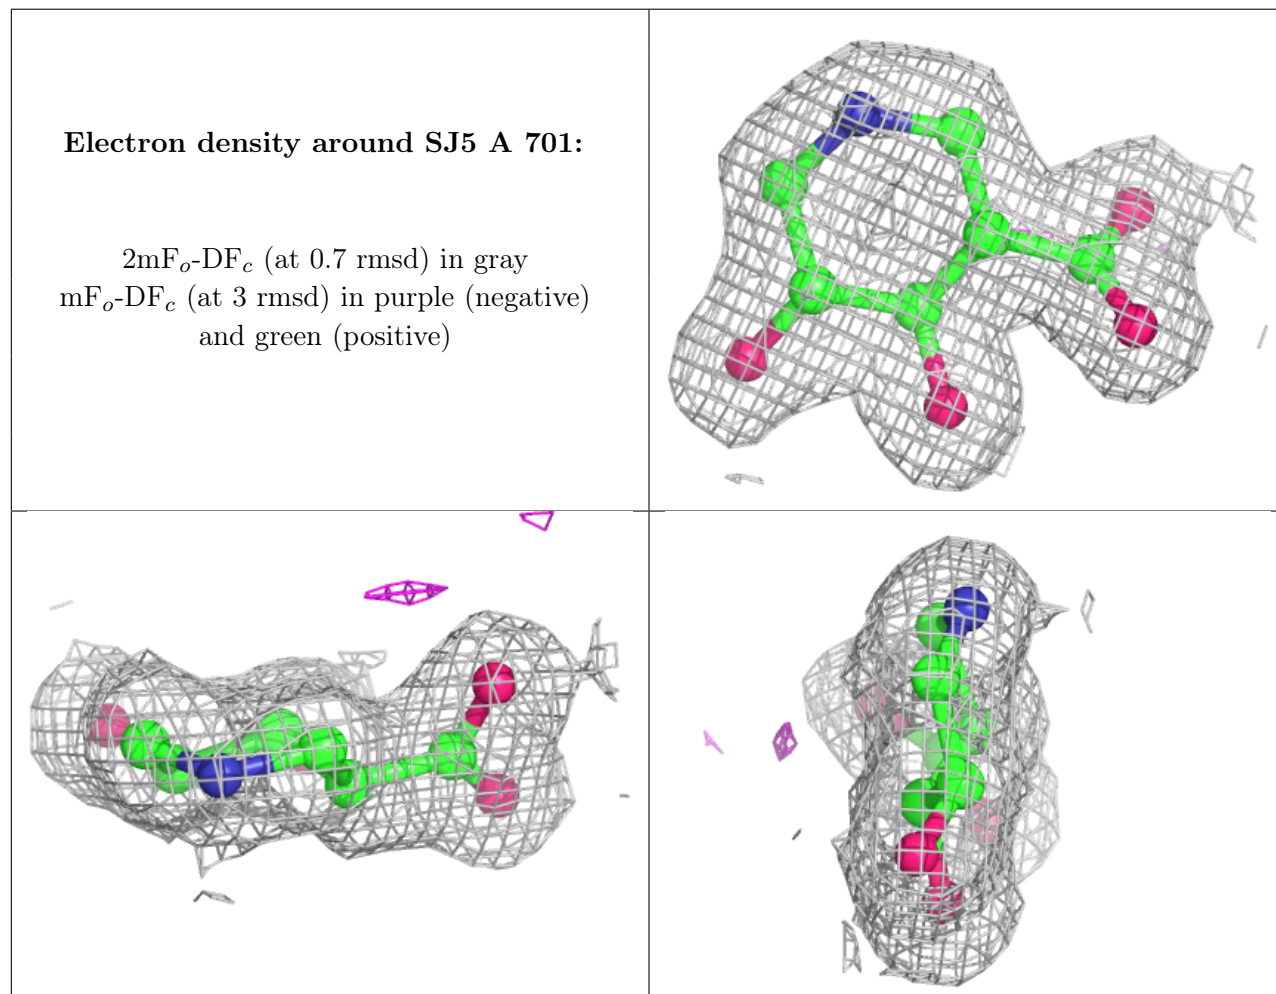 Electron density around SJ5 A 701:
2mFo-DFc (at 0.7 rmsd) in gray
mFo-DFc (at 3 rmsd) in purple (negative)
and green (positive)